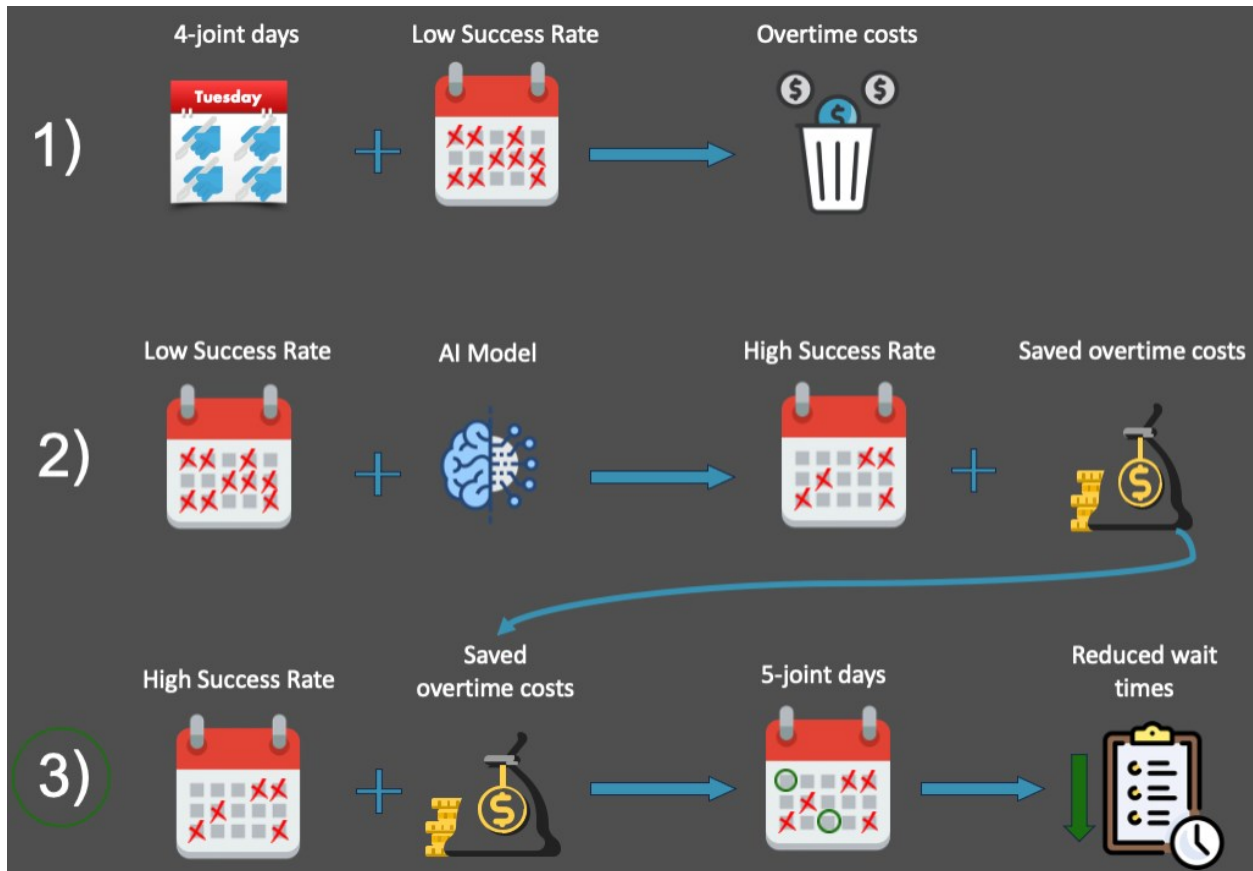 4-joint days
Low Success Rate
Overtime costs
1)
Tuesday
$
$
$
Low Success Rate
AI Model
High Success Rate
Saved overtime costs
2)
$
High Success Rate
Saved
overtime costs
5-joint days
Reduced wait
times
3)
$